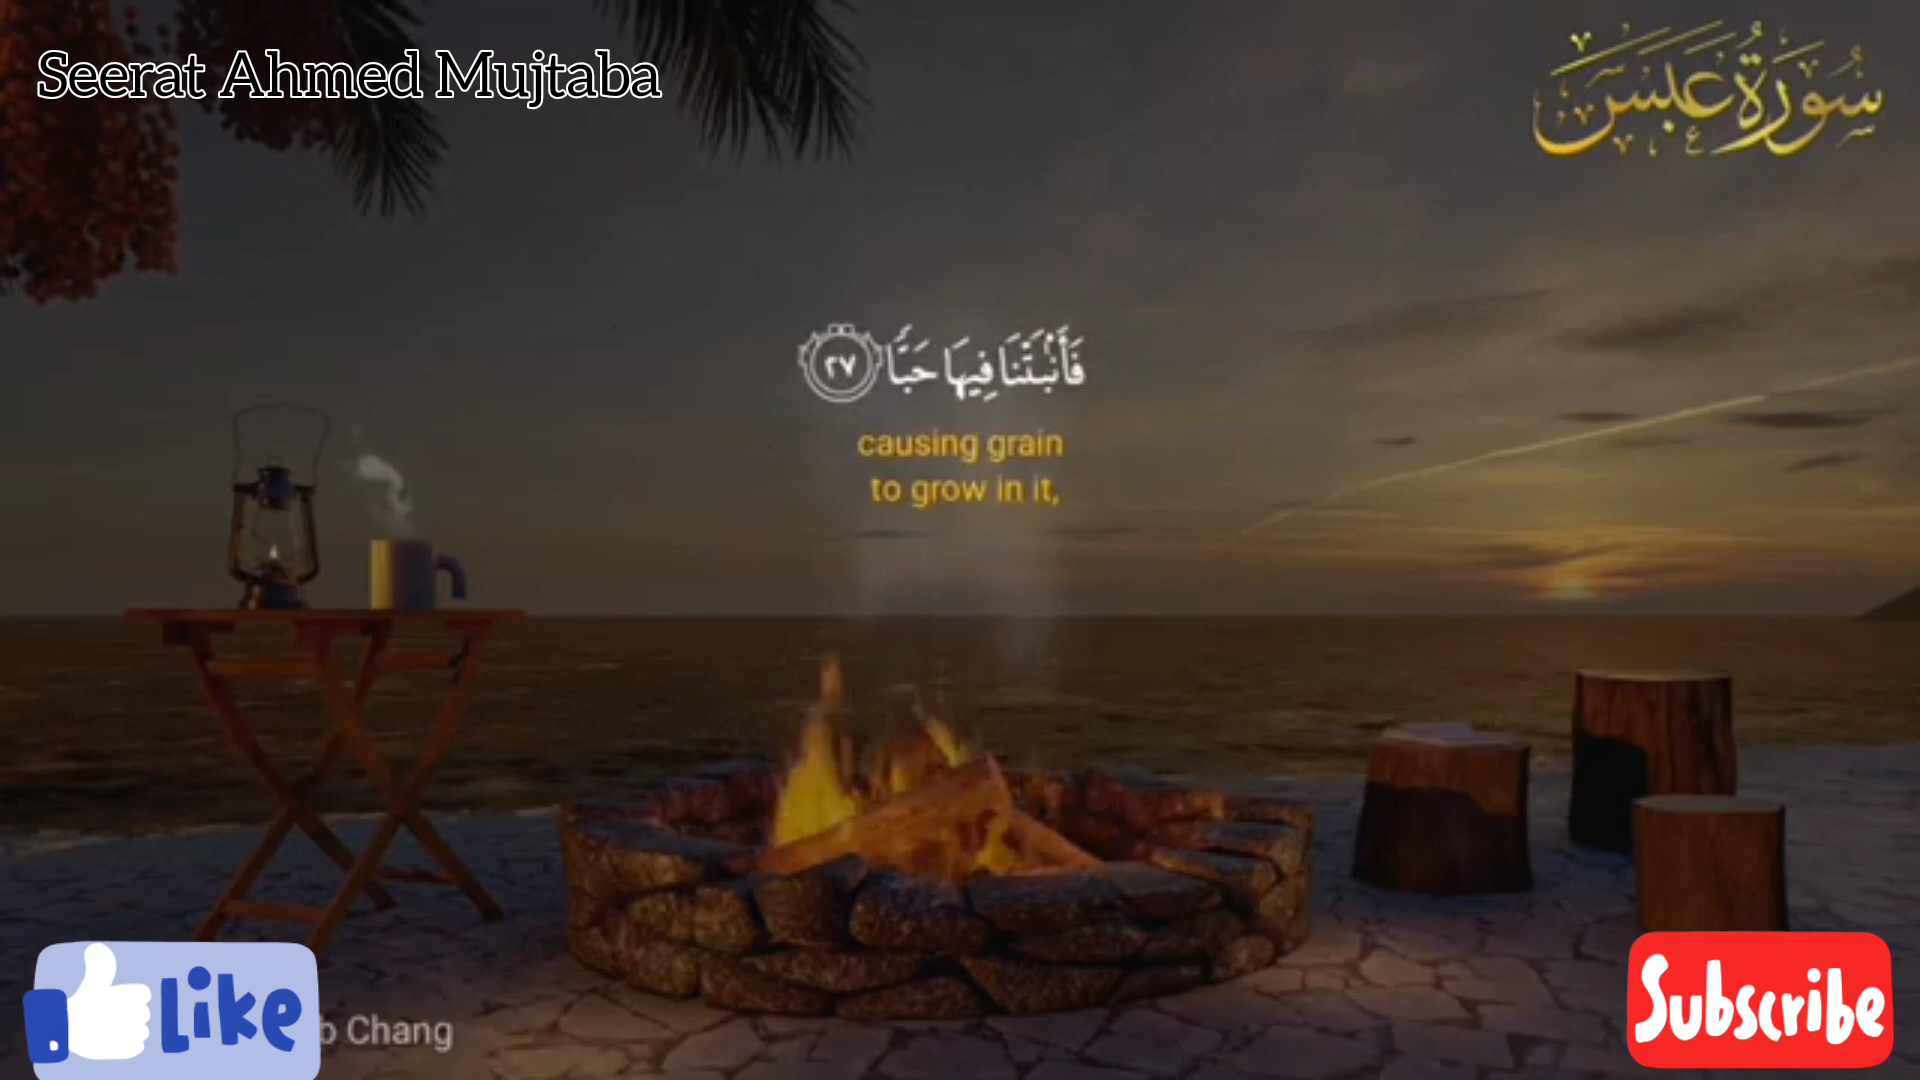 Seerat Ahmed Mujtaba
سُورَةُ عَبَسَ
فَأَنۢبَتْنَا فِيهَا حَبًّا ٢٧
causing grain
to grow in it,
Like
Chang
Subscribe